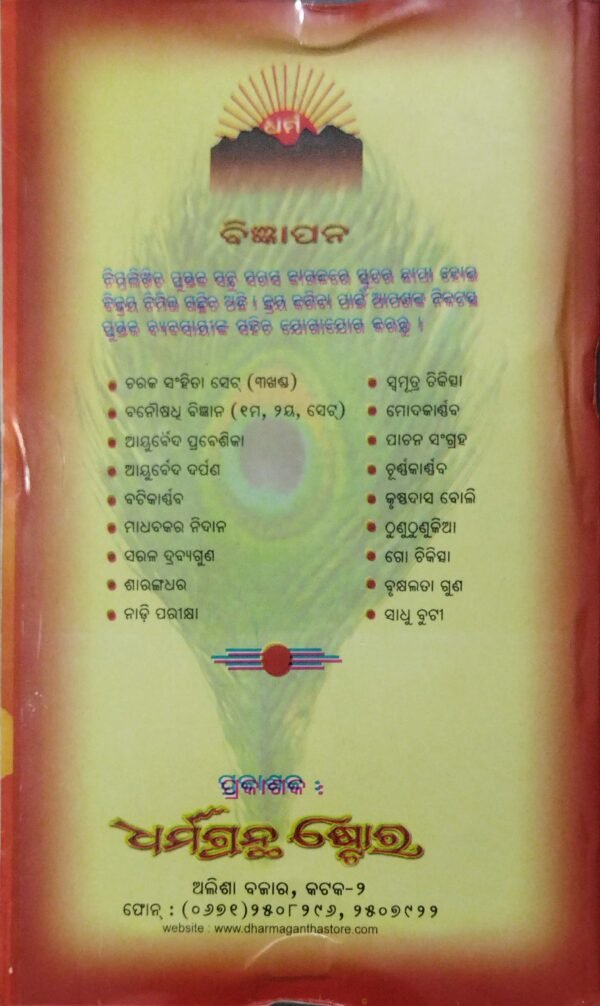 ଧର୍ମ
ବିଜ୍ଞାପନ
ନିମ୍ନଲିଖିତ ପୁସ୍ତକ ସବୁ ସରସ କାଗଜରେ ସୁନ୍ଦର ଛାପା ହୋଇ
ବିକ୍ରୟ ନିମିତ୍ତ ଗଚ୍ଛିତ ଅଛି । କ୍ରୟ କରିବା ପାଇଁ ଆପଣଙ୍କ ନିକଟସ୍ଥ
ପୁସ୍ତକ ବ୍ୟବସାୟୀଙ୍କ ସହିତ ଯୋଗାଯୋଗ କରନ୍ତୁ ।
ଚରକ ସଂହିତା ସେଟ୍ (୩ଖଣ୍ଡ)
ବନୌଷଧି ବିଜ୍ଞାନ (୧ମ, ୨ୟ, ସେଟ୍)
ଆୟୁର୍ବେଦ ପ୍ରବେଶିକା
ଆୟୁର୍ବେଦ ଦର୍ପଣ
ବଟିକାର୍ଣ୍ଣବ
ମାଧବକର ନିଦାନ
ସରଳ ଦ୍ରବ୍ୟଗୁଣ
ଶାରଙ୍ଗଧର
ନାଡ଼ି ପରୀକ୍ଷା
ସ୍ୱମୂତ୍ର ଚିକିତ୍ସା
ମୋଦକାର୍ଣ୍ଣବ
ପାଚନ ସଂଗ୍ରହ
ଚୂର୍ଣ୍ଣକାର୍ଣ୍ଣବ
କୃଷ୍ଣଦାସ ବୋଲି
ଠୁଣୁଠୁଣୁକିଆ
ଗୋ ଚିକିତ୍ସା
ବୃକ୍ଷଲତା ଗୁଣ
ସାଧୁ ବୁଟୀ
ପ୍ରକାଶକ :
ଧର୍ମଗ୍ରନ୍ଥ ଷ୍ଟୋର
ଅଲିଶା ବଜାର, କଟକ-୨
ଫୋନ୍ : (୦୬୭୧)୨୫୦୮୨୯୬, ୨୫୦୭୯୨୨
website : www.dharmaganthastore.com